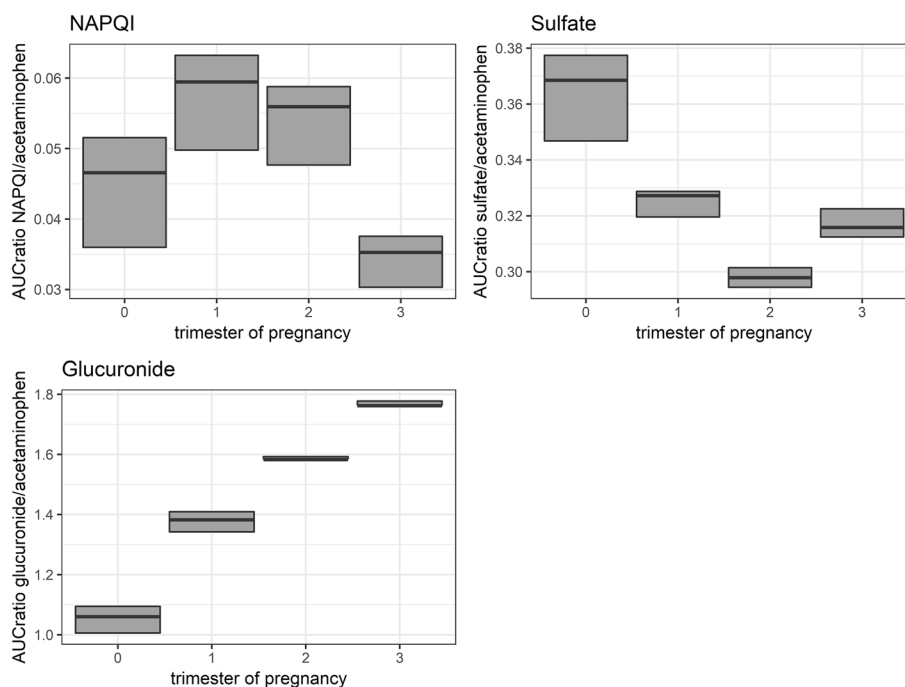 NAPQI
AUCratio NAPQI/acetaminophen
0.06
0.05
0.04
0.03
0 1 2 3
trimester of pregnancy
Sulfate
AUCratio sulfate/acetaminophen
0.38
0.36
0.34
0.32
0.30
0 1 2 3
trimester of pregnancy
Glucuronide
AUCratio glucuronide/acetaminophen
1.8
1.6
1.4
1.2
1.0
0 1 2 3
trimester of pregnancy